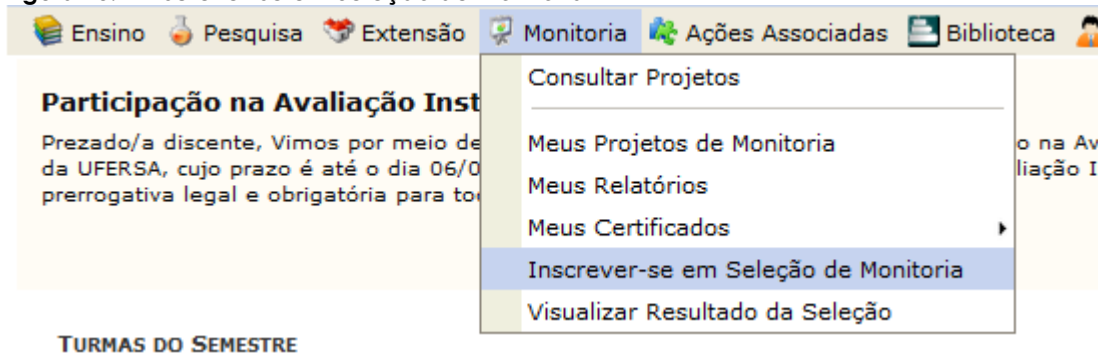 Ensino Pesquisa Extensão Monitoria Ações Associadas Biblioteca
Consultar Projetos
Meus Projetos de Monitoria
Meus Relatórios
Meus Certificados
Inscrever-se em Seleção de Monitoria
Visualizar Resultado da Seleção
Participação na Avaliação Inst
Prezado/a discente, Vimos por meio de o na Av
da UFERSA, cujo prazo é até o dia 06/0 liação I
prerrogativa legal e obrigatória para to
TURMAS DO SEMESTRE